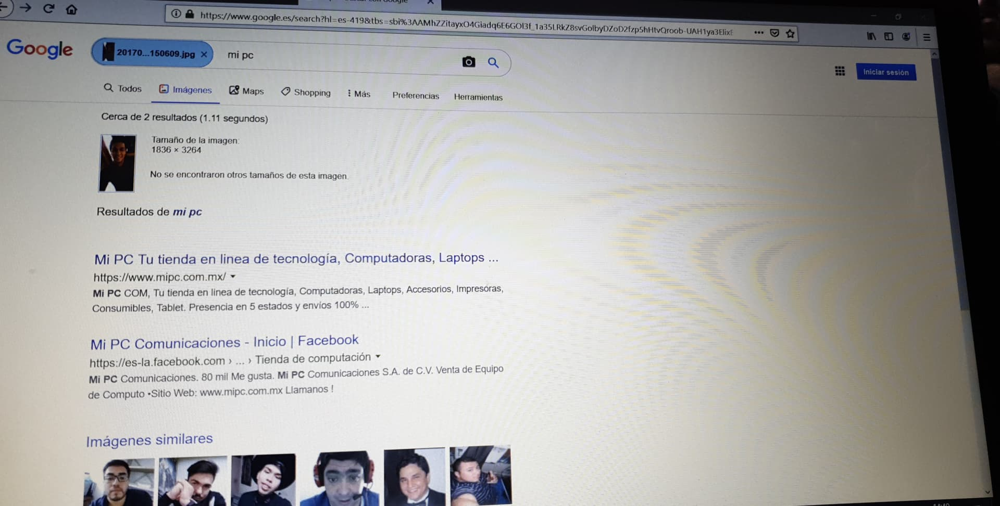 https://www.google.es/search?hl=es-419&tbs=sbi%3AAMhZZitayxO4Giadq6E6GOl3f_1a35LRkZ8svGolbyDZoD2fzp5hHtvQroob-UAH1ya3Elix
Google
20170...150609.jpg × mi pc
Iniciar sesión
Todos Imágenes Maps Shopping Más Preferencias Herramientas
Cerca de 2 resultados (1.11 segundos)
Tamaño de la imagen:
1836 × 3264
No se encontraron otros tamaños de esta imagen.
Resultados de mi pc
Mi PC Tu tienda en linea de tecnología, Computadoras, Laptops ...
https://www.mipc.com.mx/
Mi PC COM, Tu tienda en linea de tecnología, Computadoras, Laptops, Accesorios, Impresoras,
Consumibles, Tablet. Presencia en 5 estados y envíos 100% ...
Mi PC Comunicaciones - Inicio | Facebook
https://es-la.facebook.com › ... › Tienda de computación
Mi PC Comunicaciones. 80 mil Me gusta. Mi PC Comunicaciones S.A. de C.V. Venta de Equipo
de Computo •Sitio Web: www.mipc.com.mx Llamanos !
Imágenes similares